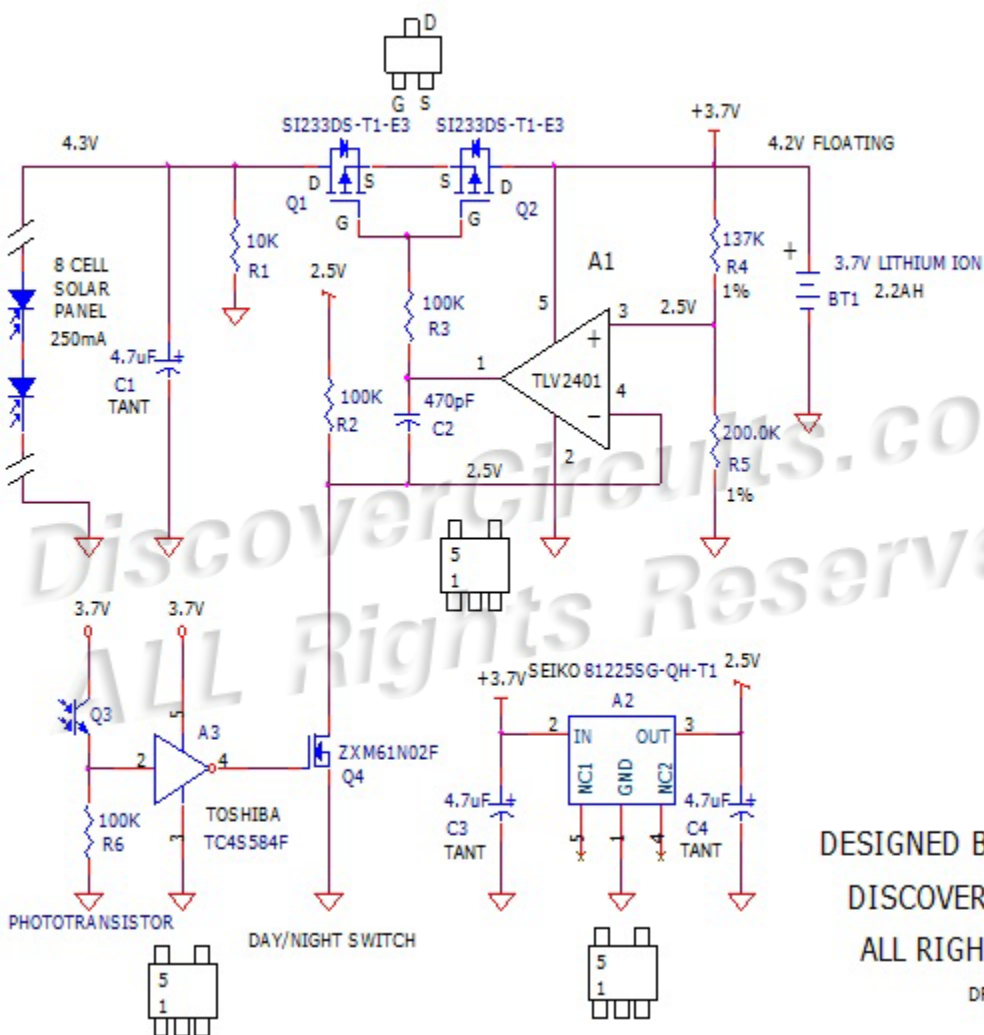 D
G S
SI233DS-T1-E3 SI233DS-T1-E3
+3.7V
4.3V
4.2V FLOATING
D S S D
Q1 G G Q2
10K
R1
137K
R4
1%
+
3.7V LITHIUM ION
2.2AH
BT1
A1
8 CELL
SOLAR
PANEL
250mA
2.5V
100K
R3
5
3
2.5V
+
TLV2401
1
4
−
2
4.7uF +
C1
TANT
100K
R2
470pF
C2
2.5V
200.0K
R5
1%
DiscoverCircuits.co
ALL Rights Reserve
5
1
3.7V 3.7V
Q3
5
A3
2
4
3
100K
R6
TOSHIBA
TC4S584F
ZXM61N02F
Q4
PHOTOTRANSISTOR
DAY/NIGHT SWITCH
+3.7V
SEIKO 81225SG-QH-T1
2.5V
A2
2 IN OUT 3
NC1 GND NC2
5 1 4
4.7uF +
C3
TANT
4.7uF +
C4
TANT
5
1
5
1
DESIGNED B
DISCOVER
ALL RIGH